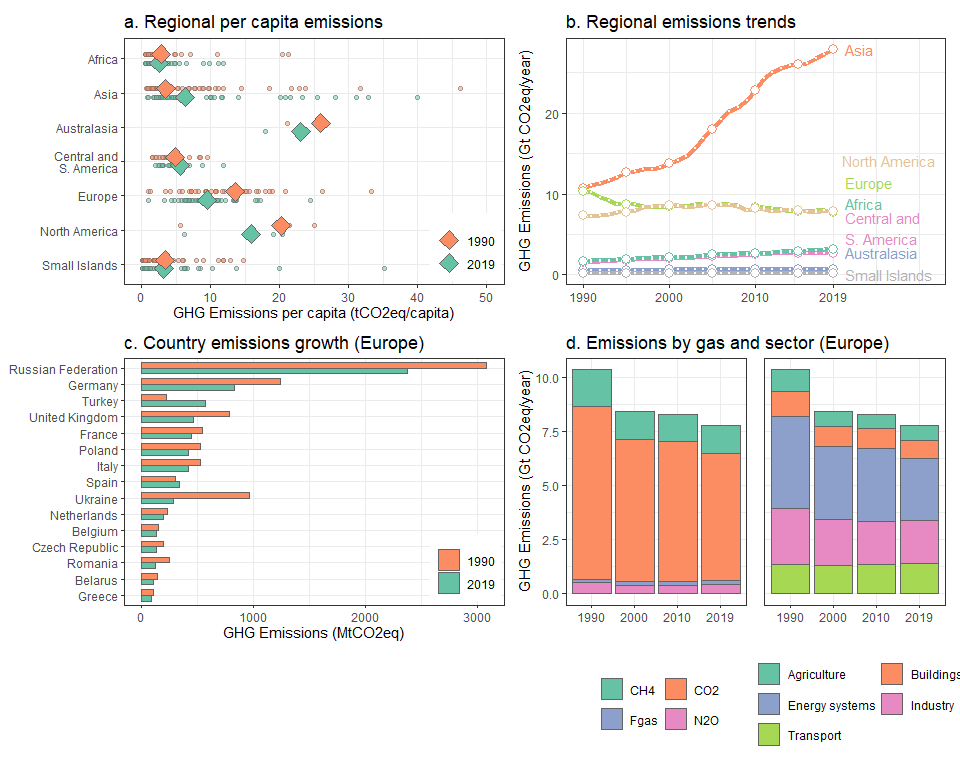 a. Regional per capita emissions
Africa
Asia
Australasia
Central and
S. America
Europe
North America
Small Islands
1990
2019
0 10 20 30 40 50
GHG Emissions per capita (tCO2eq/capita)
b. Regional emissions trends
GHG Emissions (Gt CO2eq/year)
20
10
0
Asia
North America
Europe
Africa
Central and
S. America
Australasia
Small Islands
1990 2000 2010 2019
c. Country emissions growth (Europe)
Russian Federation
Germany
Turkey
United Kingdom
France
Poland
Italy
Spain
Ukraine
Netherlands
Belgium
Czech Republic
Romania
Belarus
Greece
1990
2019
0 1000 2000 3000
GHG Emissions (MtCO2eq)
d. Emissions by gas and sector (Europe)
GHG Emissions (Gt CO2eq/year)
10.0
7.5
5.0
2.5
0.0
1990 2000 2010 2019
1990 2000 2010 2019
CH4 CO2
Fgas N2O
Agriculture Buildings
Energy systems Industry
Transport